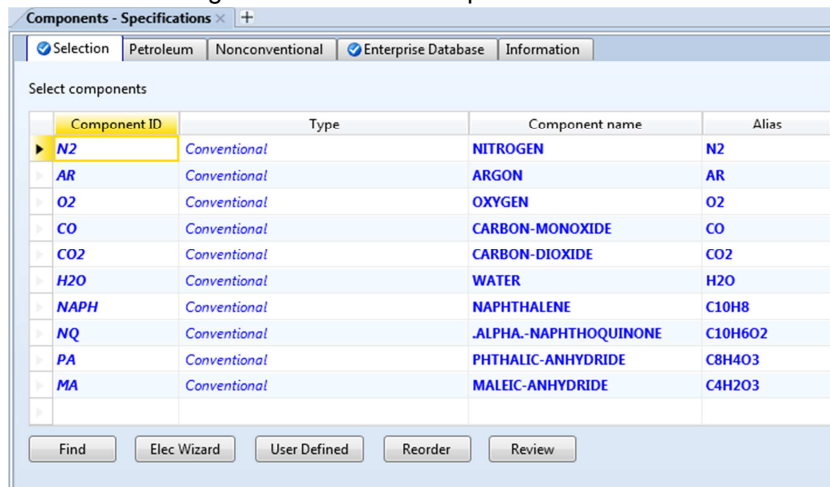 Components - Specifications × +
Selection Petroleum Nonconventional Enterprise Database Information
Select components
Component ID Type Component name Alias
N2 Conventional NITROGEN N2
AR Conventional ARGON AR
O2 Conventional OXYGEN O2
CO Conventional CARBON-MONOXIDE CO
CO2 Conventional CARBON-DIOXIDE CO2
H2O Conventional WATER H2O
NAPH Conventional NAPHTHALENE C10H8
NQ Conventional .ALPHA.-NAPHTHOQUINONE C10H6O2
PA Conventional PHTHALIC-ANHYDRIDE C8H4O3
MA Conventional MALEIC-ANHYDRIDE C4H2O3
Find Elec Wizard User Defined Reorder Review